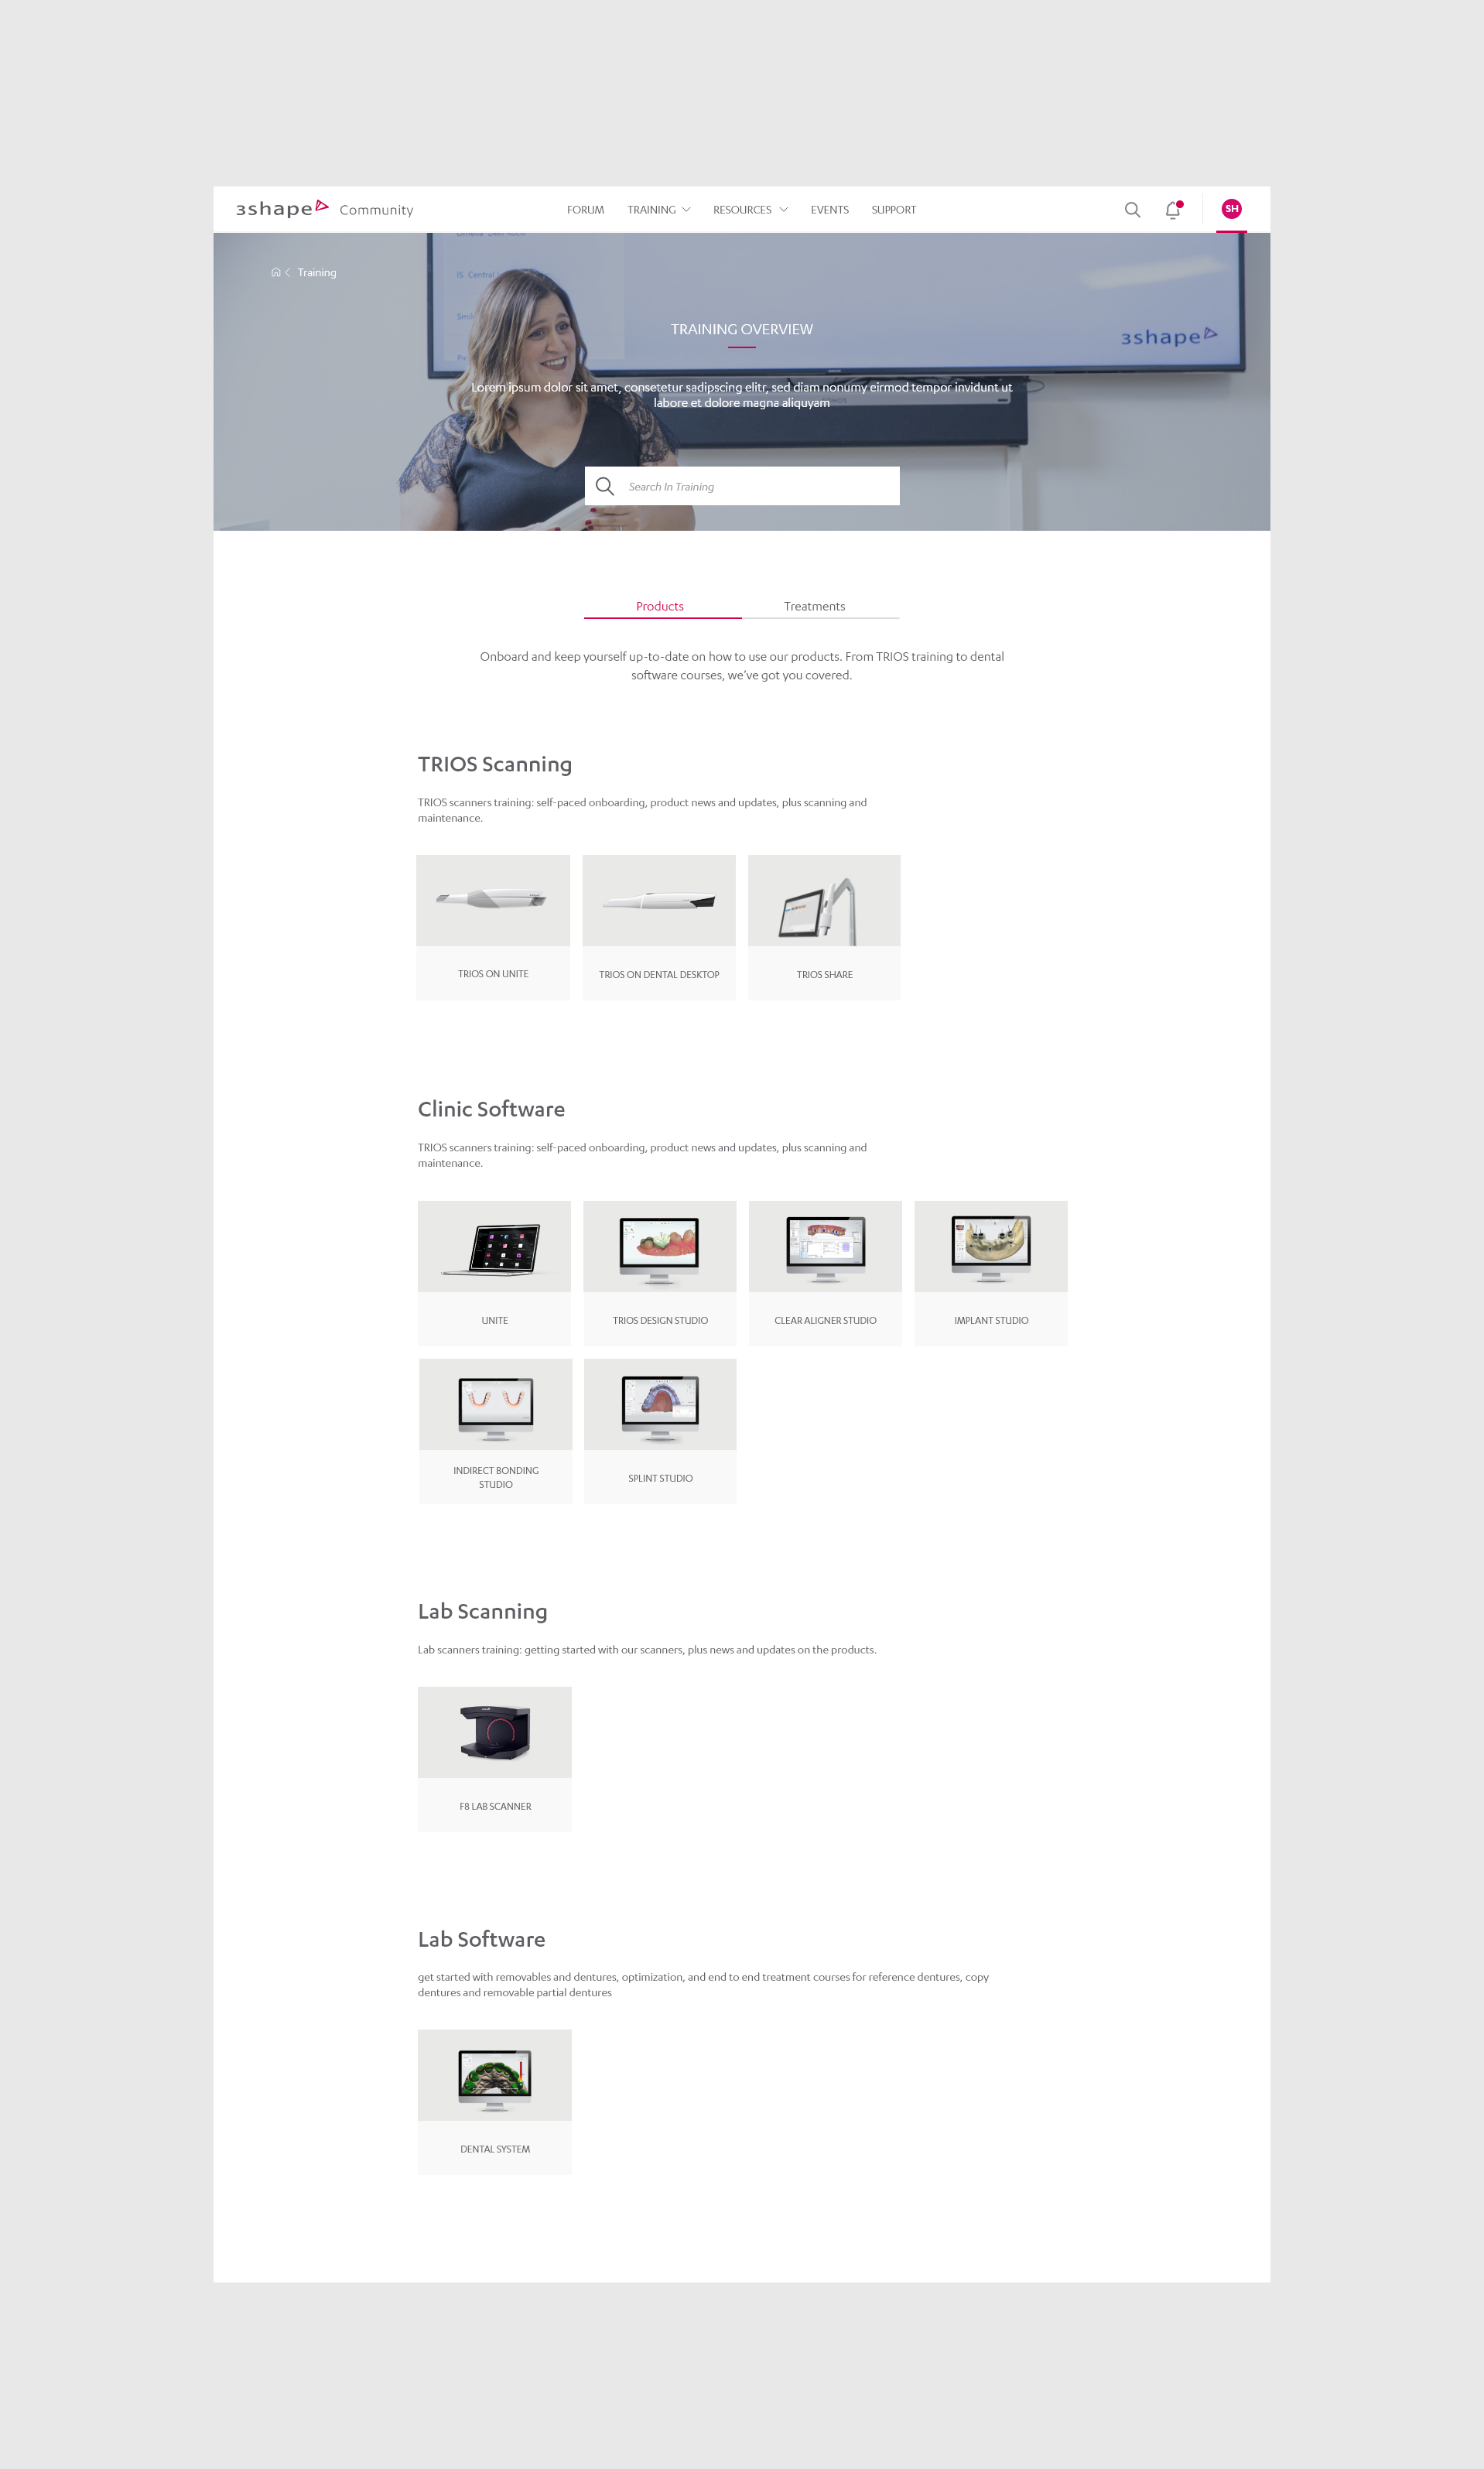 3shape Community
FORUM TRAINING RESOURCES EVENTS SUPPORT
SH
Training
IS Central
TRAINING OVERVIEW
3shape
Lorem ipsum dolor sit amet, consetetur sadipscing elitr, sed diam nonumy eirmod tempor invidunt ut
labore et dolore magna aliquyam
Search In Training
Products Treatments
Onboard and keep yourself up-to-date on how to use our products. From TRIOS training to dental
software courses, we’ve got you covered.
TRIOS Scanning
TRIOS scanners training: self-paced onboarding, product news and updates, plus scanning and
maintenance.
TRIOS ON UNITE
TRIOS ON DENTAL DESKTOP
TRIOS SHARE
Clinic Software
TRIOS scanners training: self-paced onboarding, product news and updates, plus scanning and
maintenance.
UNITE
TRIOS DESIGN STUDIO
CLEAR ALIGNER STUDIO
IMPLANT STUDIO
INDIRECT BONDING
STUDIO
SPLINT STUDIO
Lab Scanning
Lab scanners training: getting started with our scanners, plus news and updates on the products.
F8 LAB SCANNER
Lab Software
get started with removables and dentures, optimization, and end to end treatment courses for reference dentures, copy
dentures and removable partial dentures
DENTAL SYSTEM